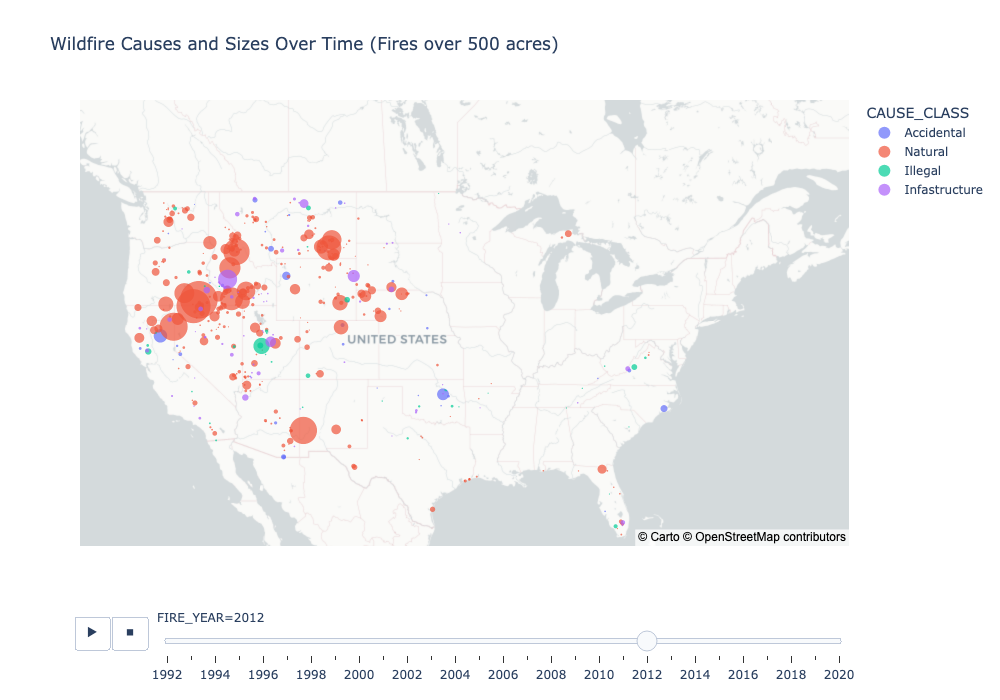 Wildfire Causes and Sizes Over Time (Fires over 500 acres)
CAUSE_CLASS
Accidental
Natural
Illegal
Infastructure
UNITED STATES
© Carto © OpenStreetMap contributors
FIRE_YEAR=2012
1992 1994 1996 1998 2000 2002 2004 2006 2008 2010 2012 2014 2016 2018 2020